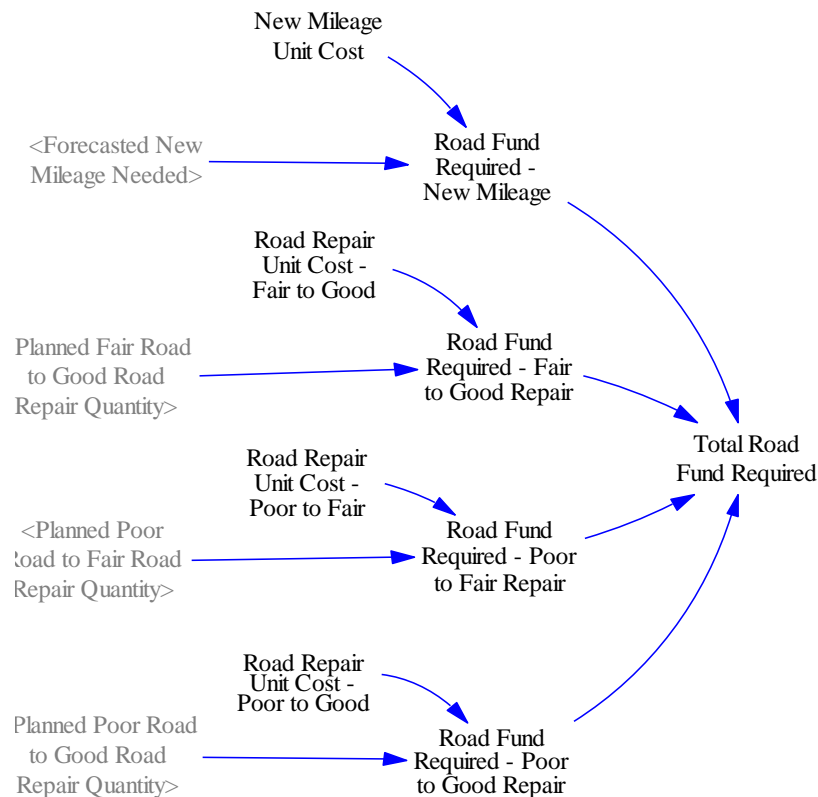 New Mileage
Unit Cost
<Forecasted New
Mileage Needed>
Road Fund
Required -
New Mileage
Road Repair
Unit Cost -
Fair to Good
Planned Fair Road
to Good Road
Repair Quantity>
Road Fund
Required - Fair
to Good Repair
Total Road
Fund Required
Road Repair
Unit Cost -
Poor to Fair
<Planned Poor
Road to Fair Road
Repair Quantity>
Road Fund
Required - Poor
to Fair Repair
Road Repair
Unit Cost -
Poor to Good
Planned Poor Road
to Good Road
Repair Quantity>
Road Fund
Required - Poor
to Good Repair